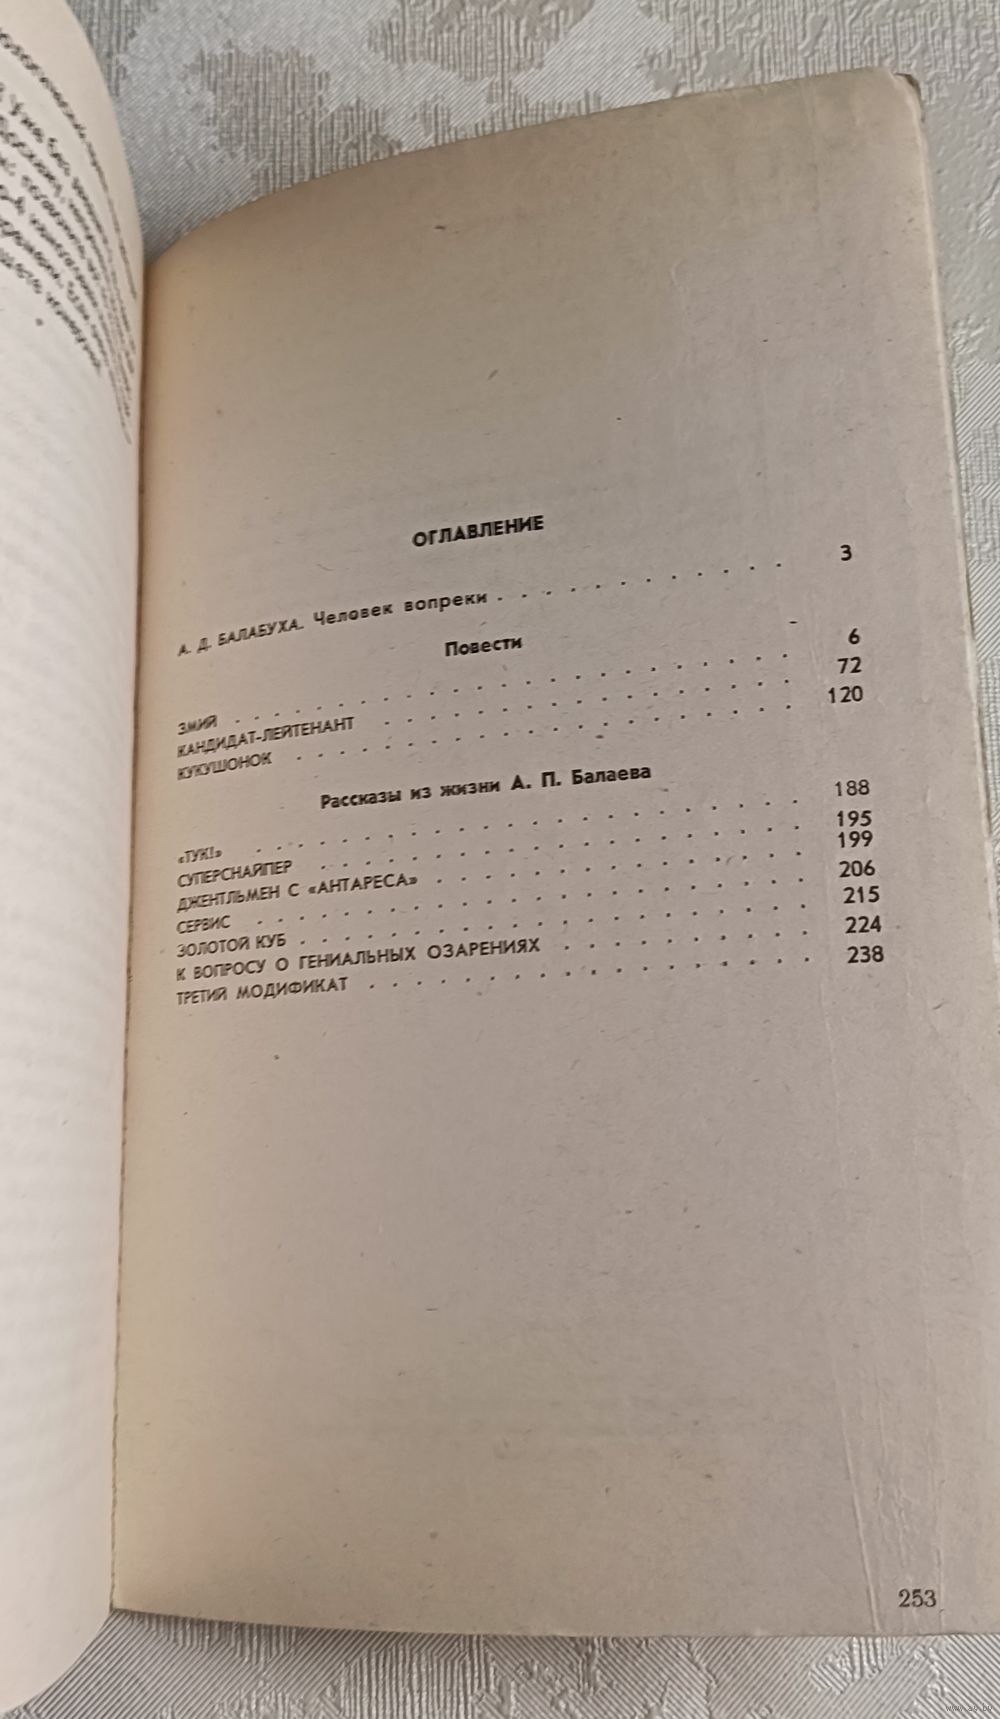 ОГЛАВЛЕНИЕ
А. Д. БАЛАБУХА. Человек вопреки . . . . . . . . . . . . . 3
Повести
ЗМИЙ . . . . . . . . . . . . . . . . . . . . . 6
КАНДИДАТ-ЛЕЙТЕНАНТ . . . . . . . . . . . . . . . 72
КУКУШОНОК . . . . . . . . . . . . . . . . . . 120
Рассказы из жизни А. П. Балаева
«ТУК!» . . . . . . . . . . . . . . . . . . . . 188
СУПЕРСНАЙПЕР . . . . . . . . . . . . . . . . . 195
ДЖЕНТЛЬМЕН С «АНТАРЕСА» . . . . . . . . . . . . 199
СЕРВИС . . . . . . . . . . . . . . . . . . . . 206
ЗОЛОТОЙ КУБ . . . . . . . . . . . . . . . . . . 215
К ВОПРОСУ О ГЕНИАЛЬНЫХ ОЗАРЕНИЯХ . . . . . . . . 224
ТРЕТИЙ МОДИФИКАТ . . . . . . . . . . . . . . . 238
253